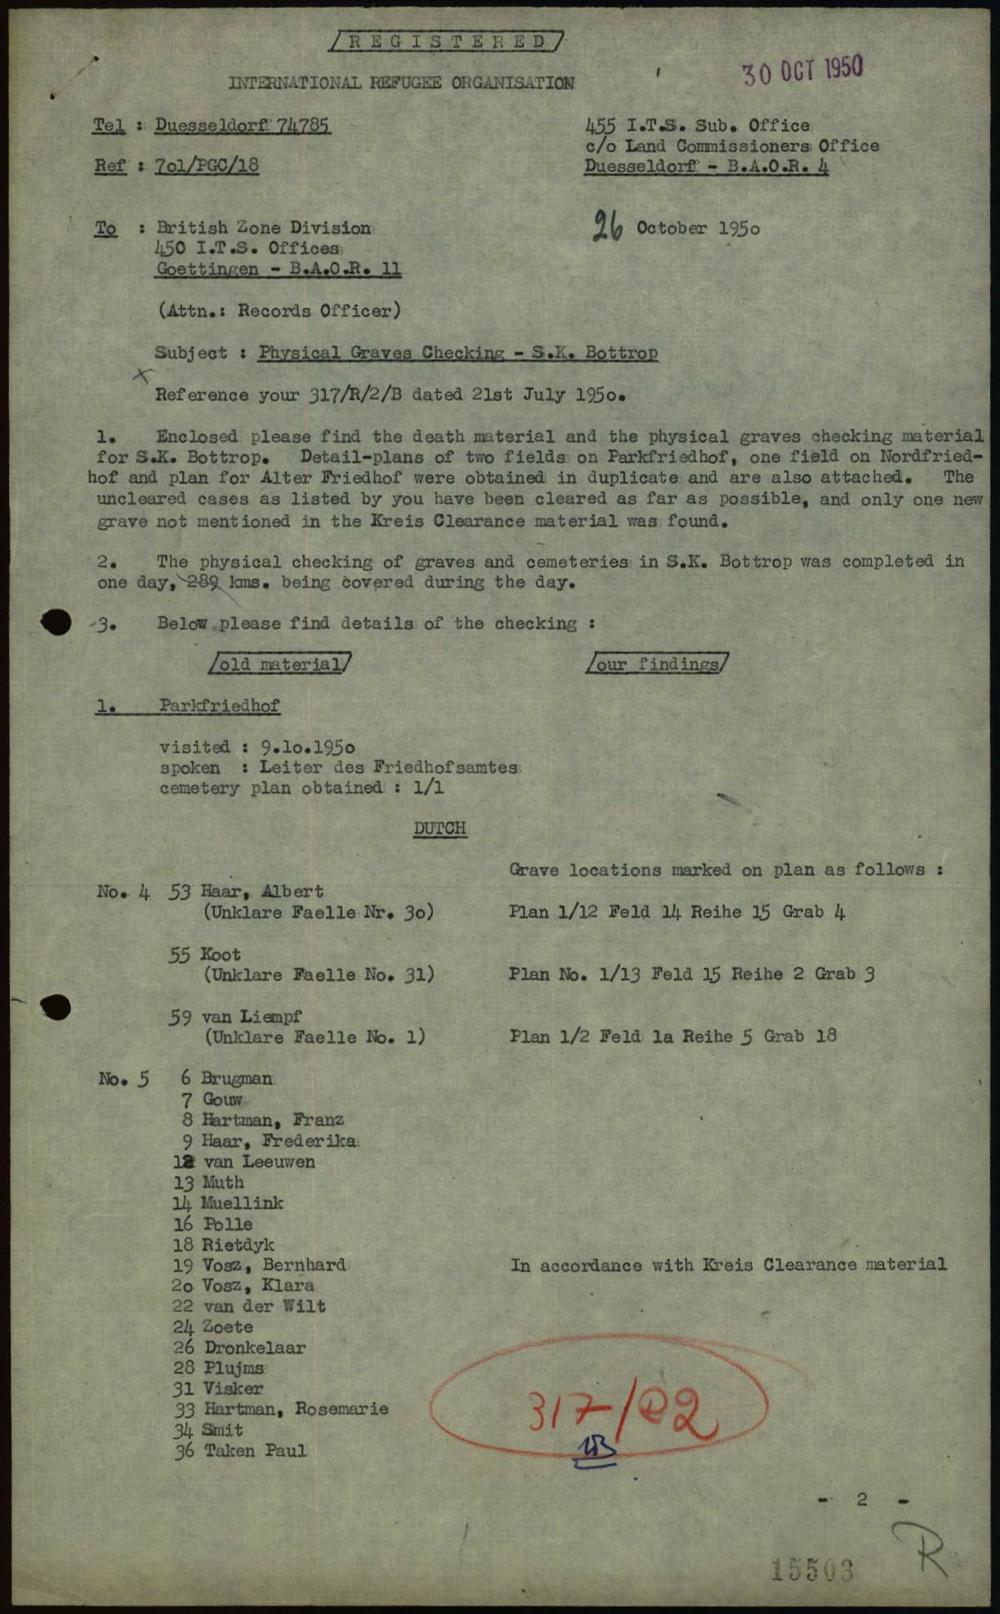 REGISTERED
30 OCT 1950
INTERNATIONAL REFUGEE ORGANISATION
Tel : Duesseldorf 74785
455 I.T.S. Sub. Office
c/o Land Commissioners Office
Ref : 7o1/PGC/18
Duesseldorf - B.A.O.R. 4
To : British Zone Division
26 October 195o
450 I.T.S. Offices
Goettingen - B.A.O.R. 11
(Attn.: Records Officer)
Subject : Physical Graves Checking - S.K. Bottrop
x
Reference your 317/R/2/B dated 21st July 195o.
1. Enclosed please find the death material and the physical graves checking material
for S.K. Bottrop. Detail-plans of two fields on Parkfriedhof, one field on Nordfried-
hof and plan for Alter Friedhof were obtained in duplicate and are also attached. The
uncleared cases as listed by you have been cleared as far as possible, and only one new
grave not mentioned in the Kreis Clearance material was found.
2. The physical checking of graves and cemeteries in S.K. Bottrop was completed in
one day, 289 kms. being covered during the day.
-3. Below please find details of the checking :
/old material/
/our findings/
1. Parkfriedhof
visited : 9.1o.195o
spoken : Leiter des Friedhofsamtes
cemetery plan obtained : 1/1
DUTCH
Grave locations marked on plan as follows :
No. 4 53 Haar, Albert
(Unklare Faelle Nr. 3o) Plan 1/12 Feld 14 Reihe 15 Grab 4
55 Koot
(Unklare Faelle No. 31) Plan No. 1/13 Feld 15 Reihe 2 Grab 3
59 van Liempf
(Unklare Faelle No. 1) Plan 1/2 Feld 1a Reihe 5 Grab 18
No. 5 6 Brugman
7 Gouw
8 Hartman, Franz
9 Haar, Frederika
12 van Leeuwen
13 Muth
14 Muellink
16 Polle
18 Rietdyk
19 Vosz, Bernhard In accordance with Kreis Clearance material
2o Vosz, Klara
22 van der Wilt
24 Zoete
26 Dronkelaar
28 Plujms
31 Visker
33 Hartman, Rosemarie
34 Smit
36 Taken Paul
317/R2
- 2 -
R
15503